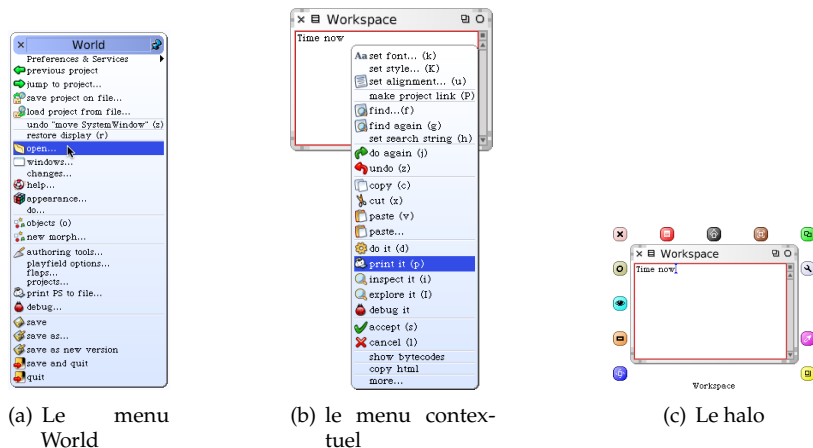 World
Preferences & Services
previous project
jump to project...
save project on file...
load project from file...
undo "move SystemWindow" (z)
restore display (r)
open...
windows...
changes...
help...
appearance...
do...
objects (o)
new morph...
authoring tools...
playfield options...
flaps...
projects...
print PS to file...
debug...
save
save as...
save as new version
save and quit
quit
(a) Le menu
World
Workspace
Time now
Aa set font... (k)
set style... (K)
set alignment... (u)
make project link (P)
find...(f)
find again (g)
set search string (h)
do again (j)
undo (z)
copy (c)
cut (x)
paste (v)
paste...
do it (d)
print it (p)
inspect it (i)
explore it (I)
debug it
accept (s)
cancel (l)
show bytecodes
copy html
more...
(b) le menu contex-
tuel
Workspace
Time now
Workspace
(c) Le halo